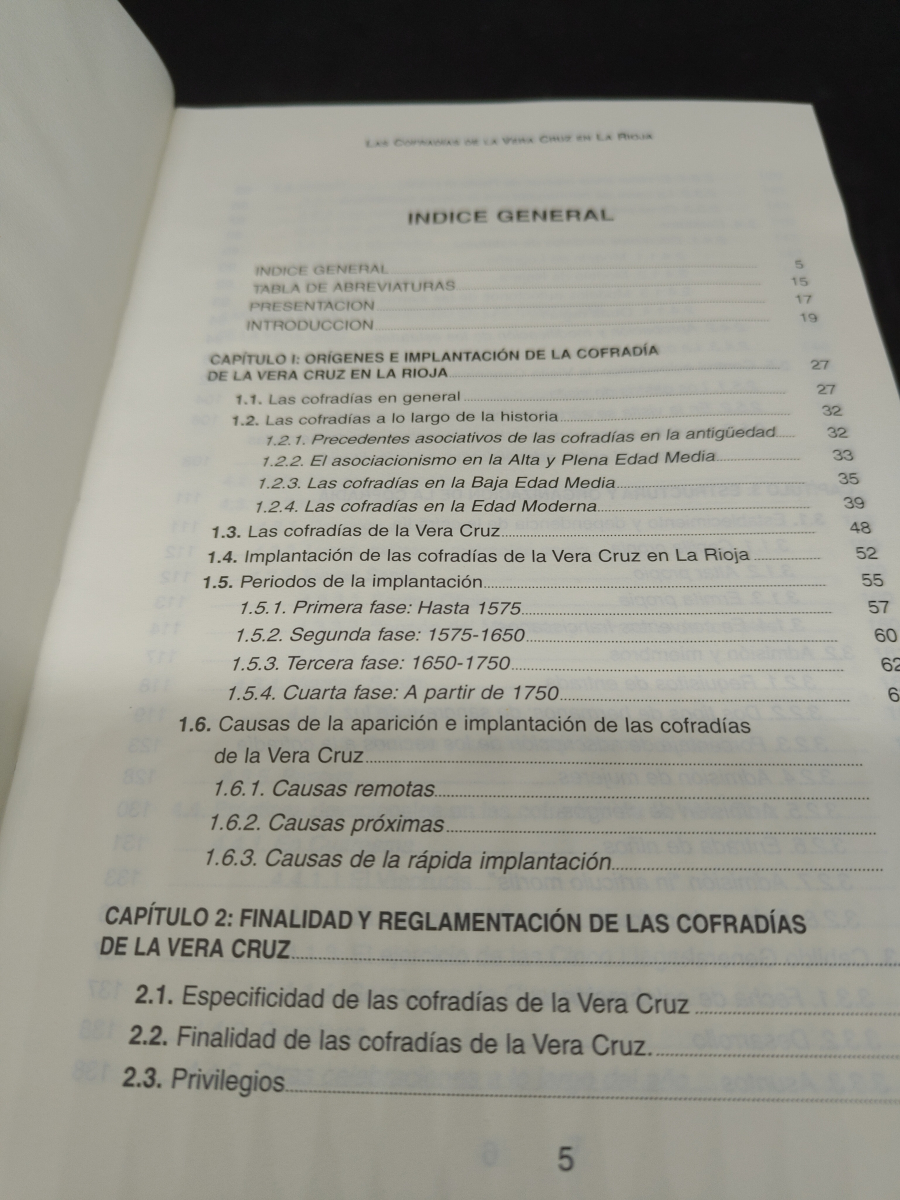 LAS COFRADÍAS DE LA VERA CRUZ EN LA RIOJA
INDICE GENERAL
INDICE GENERAL 5
TABLA DE ABREVIATURAS 15
PRESENTACION 17
INTRODUCCION 19
CAPÍTULO I: ORÍGENES E IMPLANTACIÓN DE LA COFRADÍA
DE LA VERA CRUZ EN LA RIOJA 27
1.1. Las cofradías en general 27
1.2. Las cofradías a lo largo de la historia 32
1.2.1. Precedentes asociativos de las cofradías en la antigüedad 32
1.2.2. El asociacionismo en la Alta y Plena Edad Media 33
1.2.3. Las cofradías en la Baja Edad Media 35
1.2.4. Las cofradías en la Edad Moderna 39
1.3. Las cofradías de la Vera Cruz 48
1.4. Implantación de las cofradías de la Vera Cruz en La Rioja 52
1.5. Periodos de la implantación 55
1.5.1. Primera fase: Hasta 1575 57
1.5.2. Segunda fase: 1575-1650 60
1.5.3. Tercera fase: 1650-1750 62
1.5.4. Cuarta fase: A partir de 1750
1.6. Causas de la aparición e implantación de las cofradías
de la Vera Cruz
1.6.1. Causas remotas
1.6.2. Causas próximas
1.6.3. Causas de la rápida implantación
CAPÍTULO 2: FINALIDAD Y REGLAMENTACIÓN DE LAS COFRADÍAS
DE LA VERA CRUZ
2.1. Especificidad de las cofradías de la Vera Cruz
2.2. Finalidad de las cofradías de la Vera Cruz.
2.3. Privilegios
5